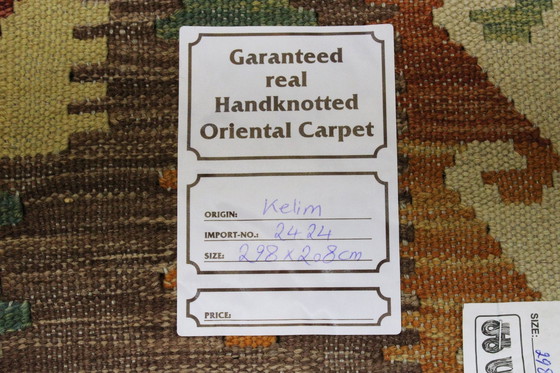 Garanteed
real
Handknotted
Oriental Carpet
ORIGIN: Kelim
IMPORT-NO.: 2424
SIZE: 298 x 208 cm
PRICE:
SIZE: